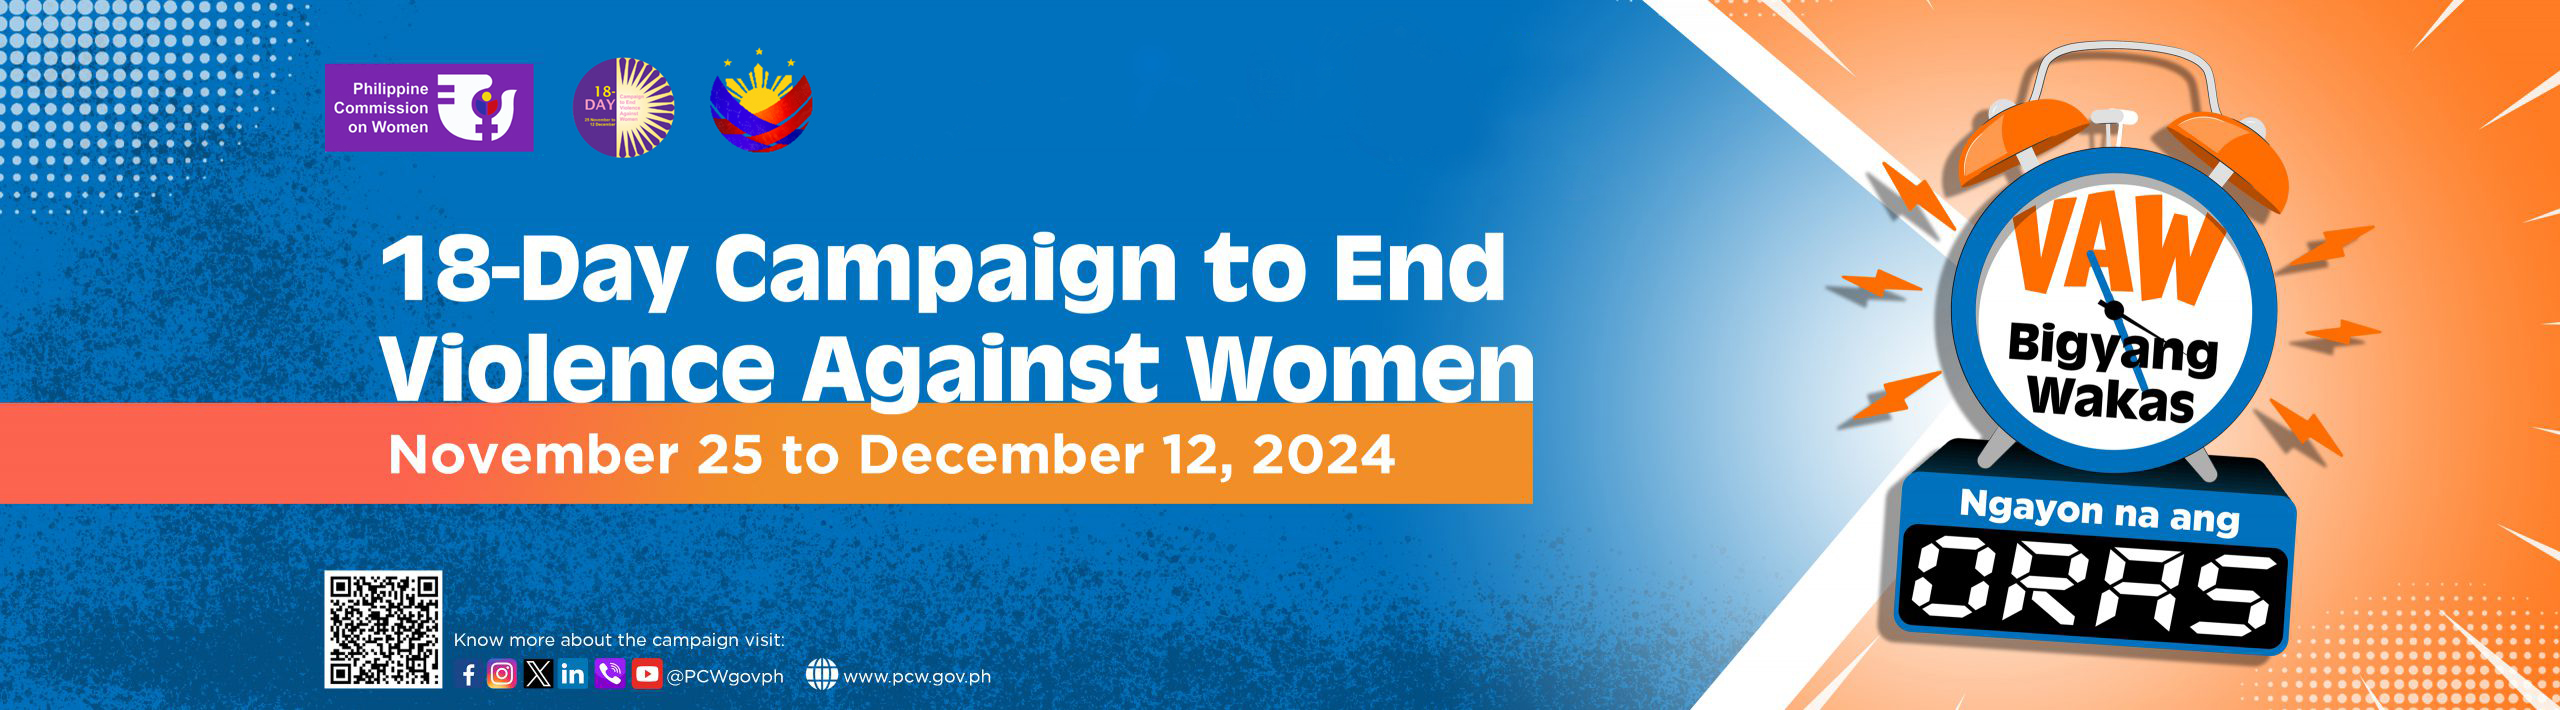 Philippine
Commission
on Women
18-
DAY
Campaign
to End
Violence
Against
Women
25 November to
12 December
18-Day Campaign to End
Violence Against Women
November 25 to December 12, 2024
Know more about the campaign visit:
@PCWgovph
www.pcw.gov.ph
VAW
Bigyang
Wakas
Ngayon na ang
ORAS